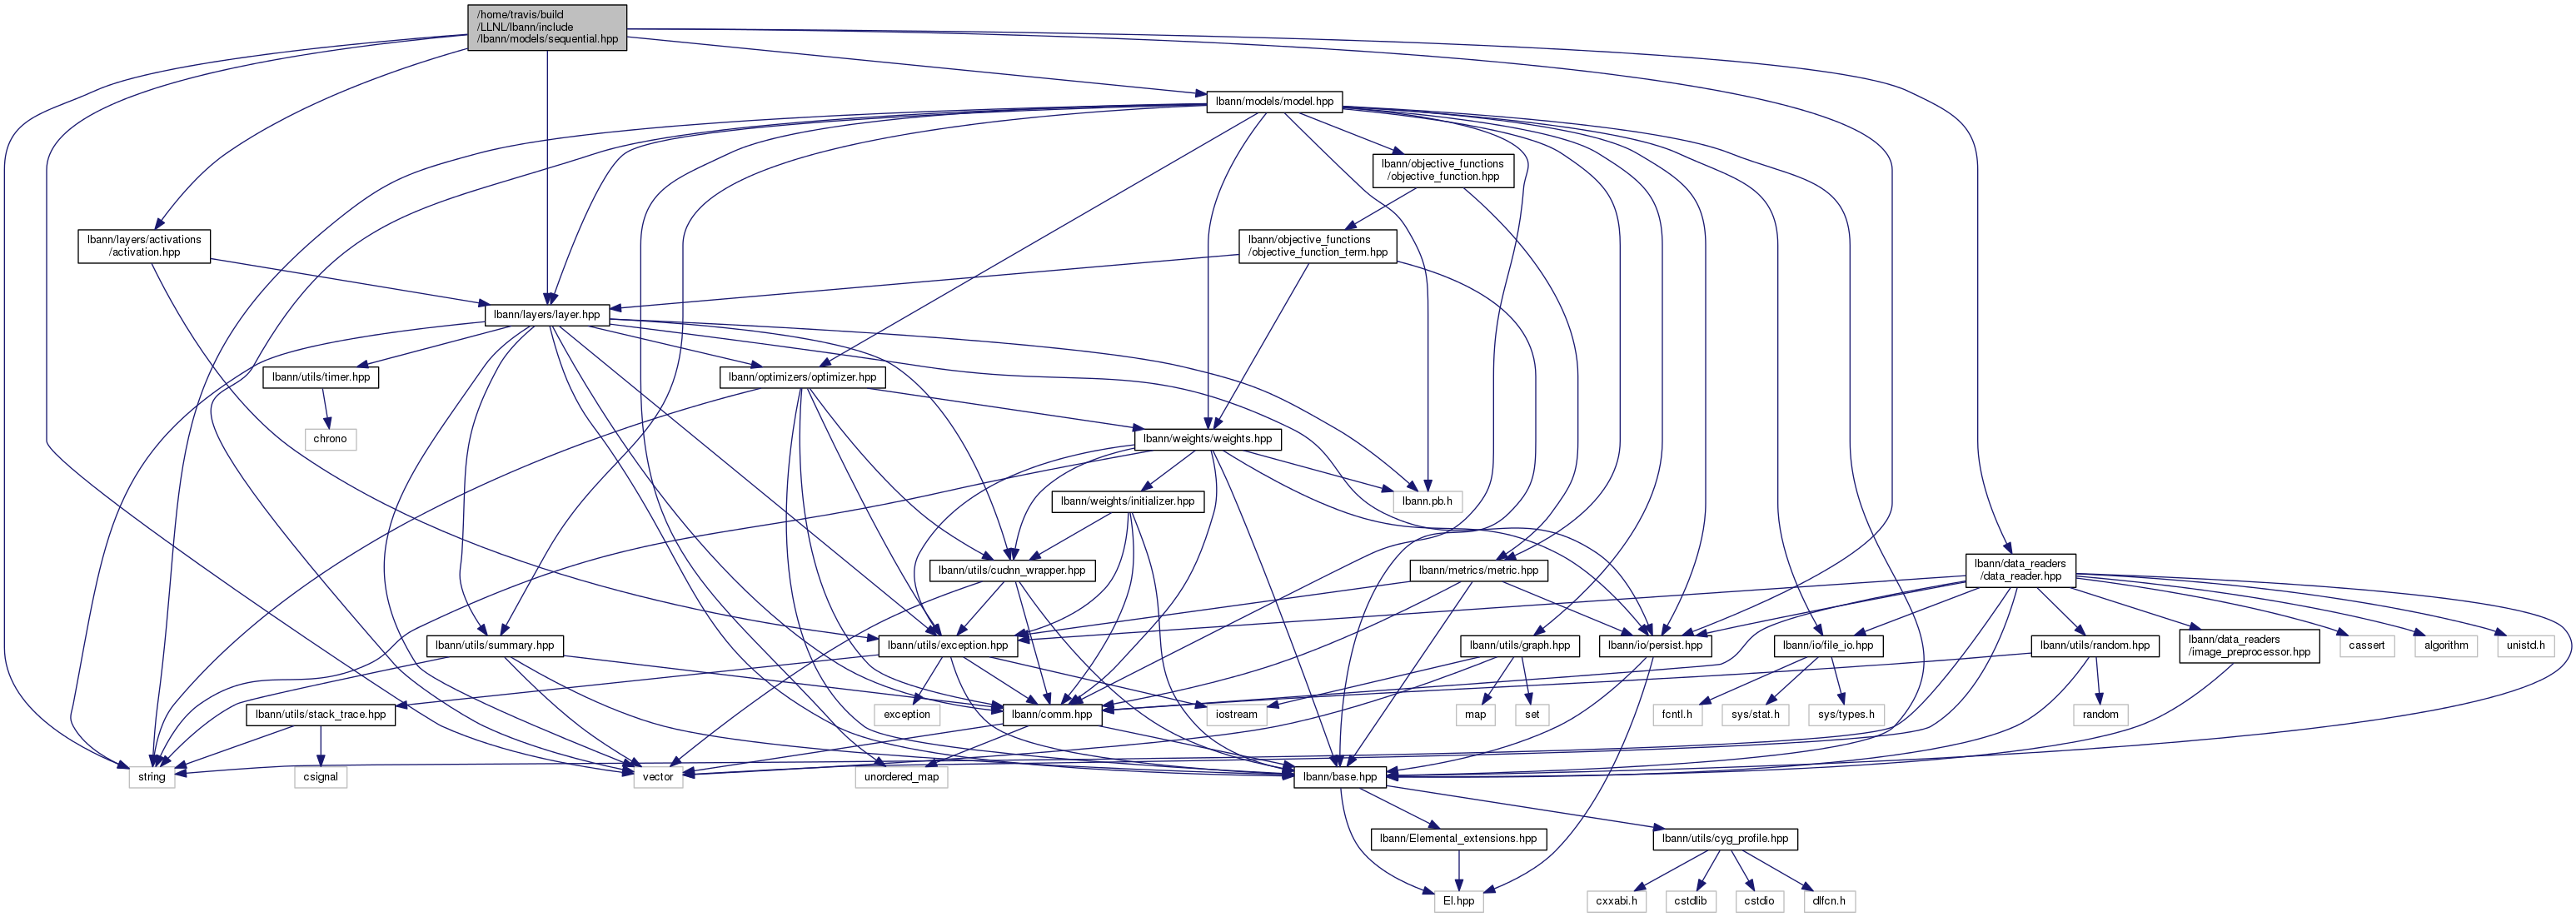 /home/travis/build
/LLNL/lbann/include
/lbann/models/sequential.hpp
lbann/models/model.hpp
lbann/objective_functions
/objective_function.hpp
lbann/layers/activations
/activation.hpp
lbann/objective_functions
/objective_function_term.hpp
lbann/layers/layer.hpp
lbann/utils/timer.hpp
lbann/optimizers/optimizer.hpp
chrono
lbann/weights/weights.hpp
lbann/weights/initializer.hpp
lbann.pb.h
lbann/utils/cudnn_wrapper.hpp
lbann/metrics/metric.hpp
lbann/data_readers
/data_reader.hpp
lbann/utils/summary.hpp
lbann/utils/exception.hpp
lbann/utils/graph.hpp
lbann/io/persist.hpp
lbann/io/file_io.hpp
lbann/utils/random.hpp
lbann/data_readers
/image_preprocessor.hpp
cassert
algorithm
unistd.h
lbann/utils/stack_trace.hpp
exception
lbann/comm.hpp
iostream
map
set
fcntl.h
sys/stat.h
sys/types.h
random
string
csignal
vector
unordered_map
lbann/base.hpp
lbann/Elemental_extensions.hpp
lbann/utils/cyg_profile.hpp
El.hpp
cxxabi.h
cstdlib
cstdio
dlfcn.h